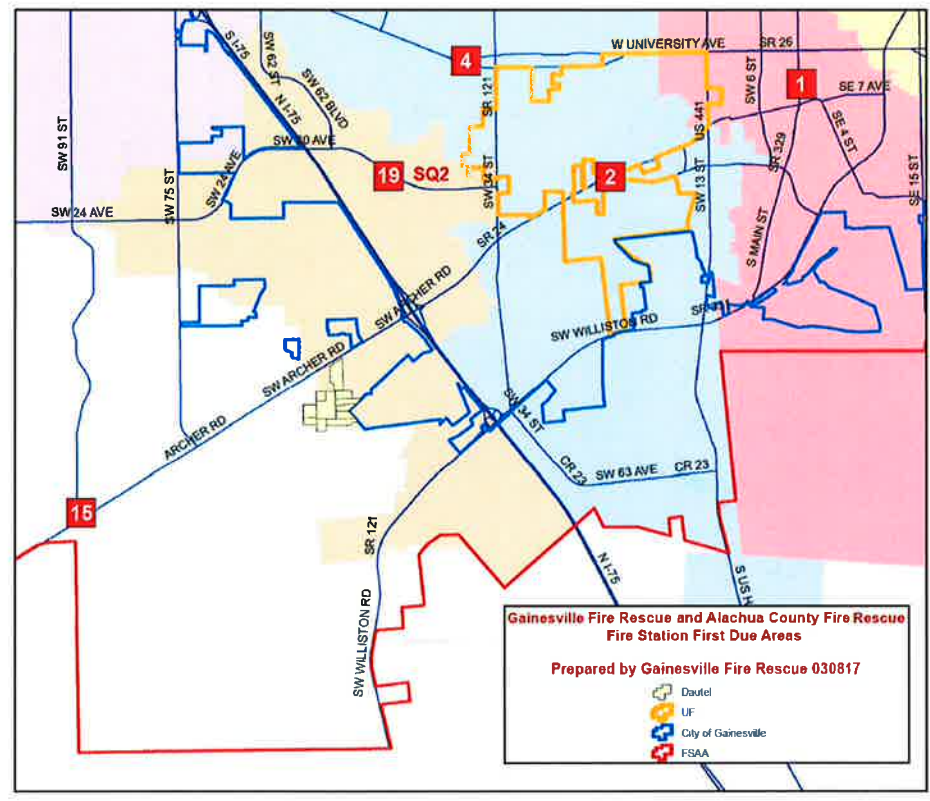 W UNIVERSITY AVE
SR 26
S I-75
SW 62 ST
4
SW 62 BLVD
SR 121
SW 6 ST
1
SE 7 AVE
N I-75
US 441
SE 4 ST
SW 91 ST
SR 329
SW 24 AVE
19
SQ2
SW 34 ST
2
SW 13 ST
SW 75 ST
SE 15 ST
SW 24 AVE
SR 24
S MAIN ST
SW ARCHER RD
SW WILLISTON RD
SW ARCHER RD
SW 34 ST
ARCHER RD
CR 23
SW 63 AVE
CR 23
15
SR 121
N I-75
S US H
SW WILLISTON RD
Gainesville Fire Rescue and Alachua County Fire Rescue
Fire Station First Due Areas
Prepared by Gainesville Fire Rescue 030817
Dautel
UF
City of Gainesville
FSAA